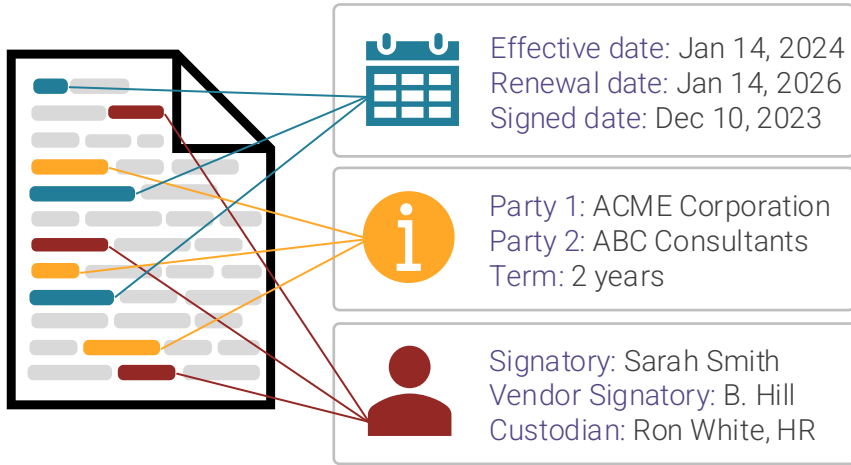 Effective date: Jan 14, 2024
Renewal date: Jan 14, 2026
Signed date: Dec 10, 2023
Party 1: ACME Corporation
Party 2: ABC Consultants
Term: 2 years
Signatory: Sarah Smith
Vendor Signatory: B. Hill
Custodian: Ron White, HR